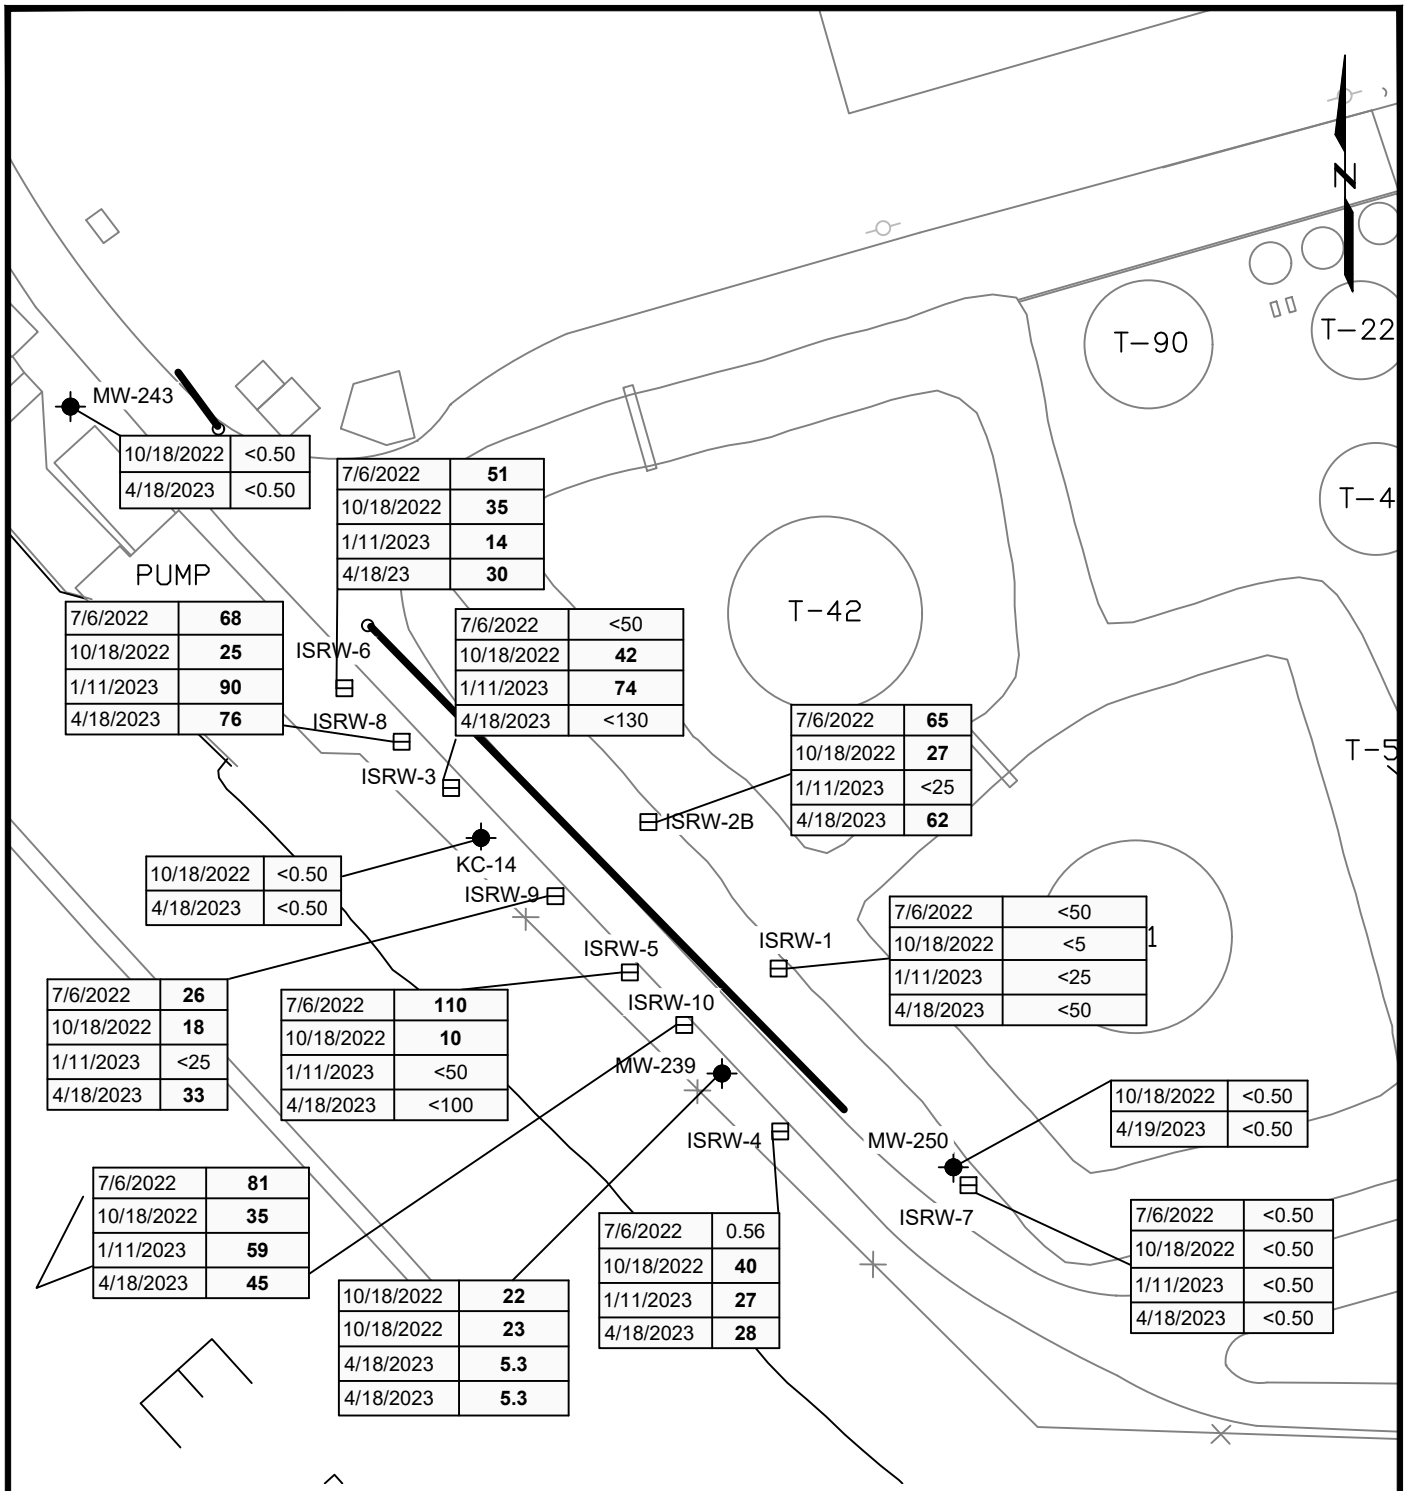 N
T-90
T-22
MW-243
10/18/2022 <0.50
4/18/2023 <0.50
7/6/2022 51
10/18/2022 35
1/11/2023 14
4/18/23 30
T-4
PUMP
T-42
7/6/2022 68
10/18/2022 25
1/11/2023 90
4/18/2023 76
ISRW-6
7/6/2022 <50
10/18/2022 42
1/11/2023 74
4/18/2023 <130
ISRW-8
7/6/2022 65
10/18/2022 27
1/11/2023 <25
4/18/2023 62
T-5
ISRW-3
ISRW-2B
KC-14
10/18/2022 <0.50
4/18/2023 <0.50
ISRW-9
7/6/2022 <50
10/18/2022 <5
1/11/2023 <25
4/18/2023 <50
1
ISRW-1
ISRW-5
7/6/2022 26
10/18/2022 18
1/11/2023 <25
4/18/2023 33
7/6/2022 110
10/18/2022 10
1/11/2023 <50
4/18/2023 <100
ISRW-10
MW-239
10/18/2022 <0.50
4/19/2023 <0.50
ISRW-4
MW-250
7/6/2022 81
10/18/2022 35
1/11/2023 59
4/18/2023 45
ISRW-7
7/6/2022 0.56
10/18/2022 40
1/11/2023 27
4/18/2023 28
7/6/2022 <0.50
10/18/2022 <0.50
1/11/2023 <0.50
4/18/2023 <0.50
10/18/2022 22
10/18/2022 23
4/18/2023 5.3
4/18/2023 5.3